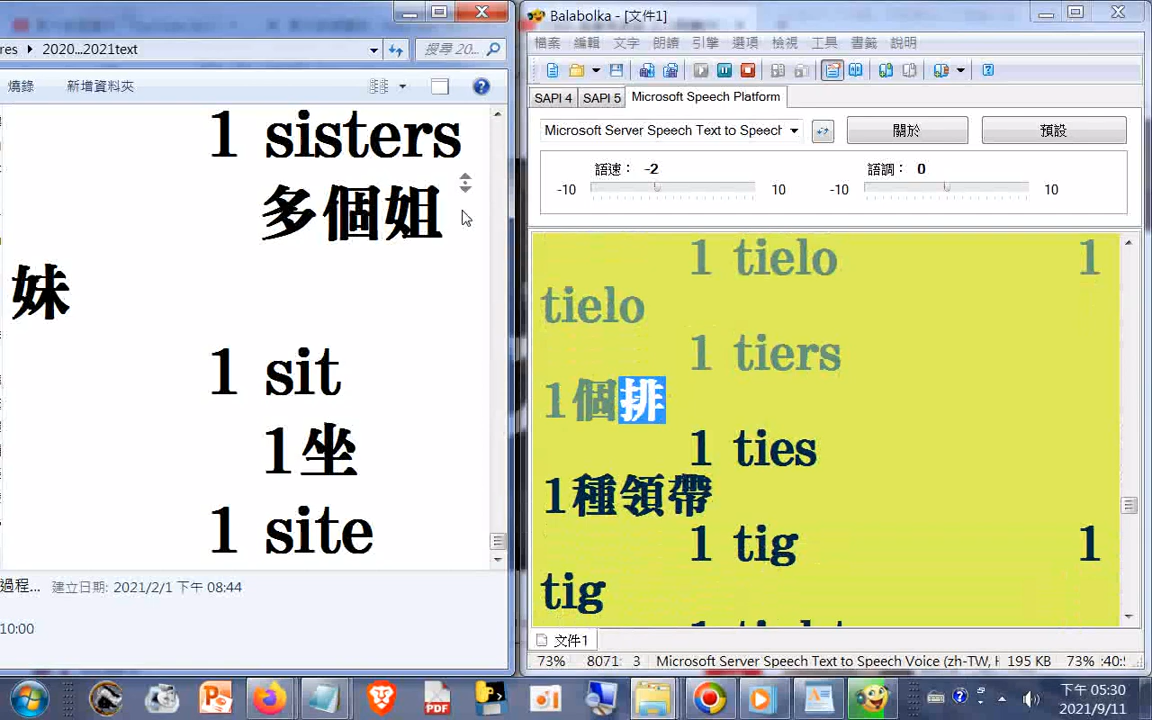 res ▸ 2020...2021text
搜尋 20...
燒錄 新增資料夾
1 sisters
多個姐
妹
1 sit
1坐
1 site
過程... 建立日期: 2021/2/1 下午 08:44
10:00
Balabolka - [文件1]
檔案 編輯 文字 朗讀 引擎 選項 檢視 工具 書籤 說明
SAPI 4 SAPI 5 Microsoft Speech Platform
Microsoft Server Speech Text to Speech 關於 預設
語速： -2 語調： 0
-10 10 -10 10
1 tielo 1
tielo
1 tiers
1個排
1 ties
1種領帶
1 tig 1
tig
文件1
73% 8071: 3 Microsoft Server Speech Text to Speech Voice (zh-TW, 195 KB 73%
下午 05:30
2021/9/11